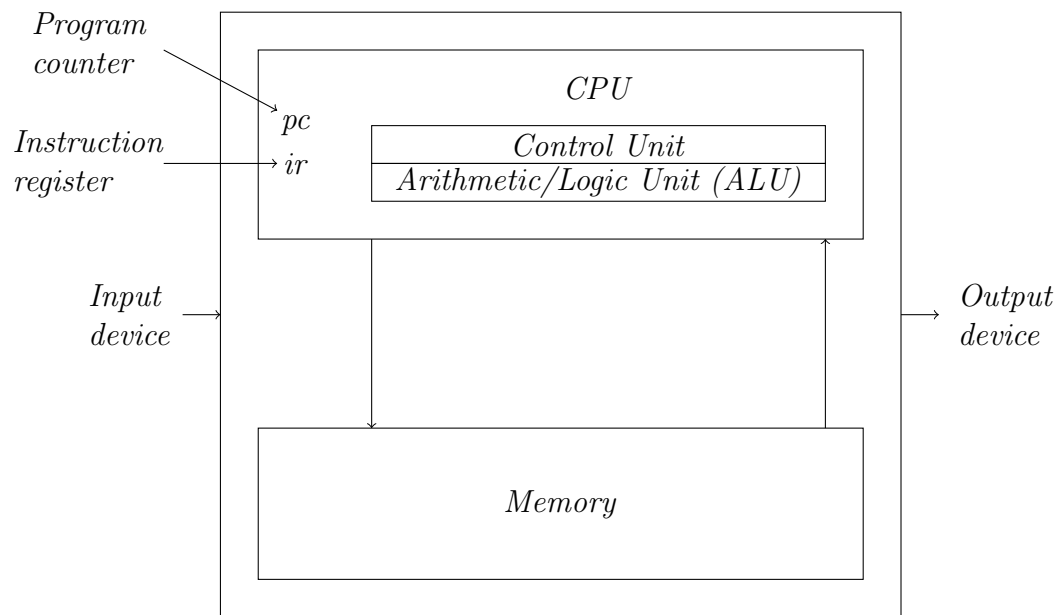 Program
counter
CPU
pc
Instruction
register
ir
Control Unit
Arithmetic/Logic Unit (ALU)
Input
device
Output
device
Memory